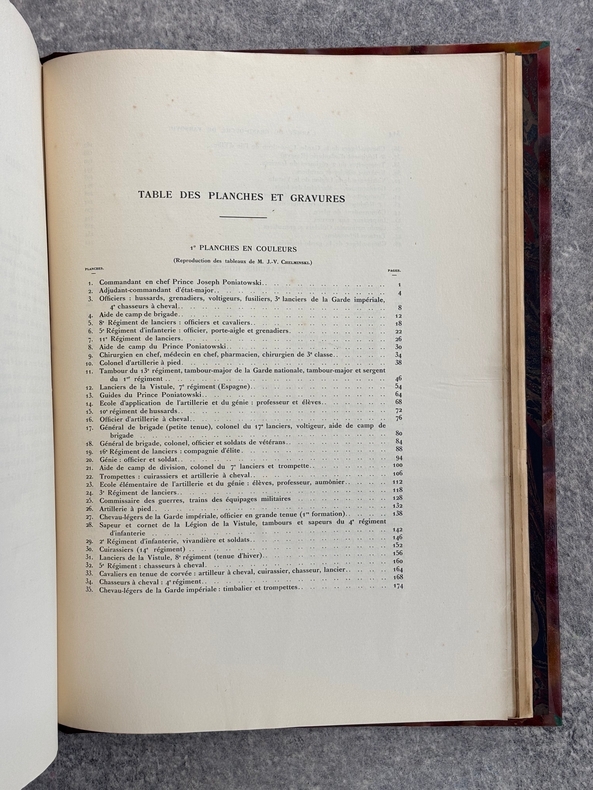 TABLE DES PLANCHES ET GRAVURES
1° PLANCHES EN COULEURS
(Reproduction des tableaux de M. J.-V. CHELMINSKI.)
PLANCHES. PAGES.
1. Commandant en chef Prince Joseph Poniatowski. 1
2. Adjudant-commandant d'état-major. 4
3. Officiers : hussards, grenadiers, voltigeurs, fusiliers, 3e lanciers de la Garde impériale,
4e chasseurs à cheval. 8
4. Aide de camp de brigade. 12
5. 8e Régiment de lanciers : officiers et cavaliers. 18
6. 5e Régiment d'infanterie : officier, porte-aigle et grenadiers. 22
7. 11e Régiment de lanciers. 26
8. Aide de camp du Prince Poniatowski. 30
9. Chirurgien en chef, médecin en chef, pharmacien, chirurgien de 3e classe. 34
10. Colonel d'artillerie à pied. 38
11. Tambour du 13e régiment, tambour-major de la Garde nationale, tambour-major et sergent
du 1er régiment. 46
12. Lanciers de la Vistule, 7e régiment (Espagne). 54
13. Guides du Prince Poniatowski. 64
14. Ecole d'application de l'artillerie et du génie : professeur et élèves. 68
15. 10e régiment de hussards. 72
16. Officier d'artillerie à cheval. 76
17. Général de brigade (petite tenue), colonel du 17e lanciers, voltigeur, aide de camp de
brigade 80
18. Général de brigade, colonel, officier et soldats de vétérans. 84
19. 16e Régiment de lanciers : compagnie d'élite. 88
20. Génie : officier et soldat. 94
21. Aide de camp de division, colonel du 7e lanciers et trompette. 100
22. Trompettes : cuirassiers et artillerie à cheval. 106
23. Ecole élémentaire de l'artillerie et du génie : élèves, professeur, aumônier. 112
24. 3e Régiment de lanciers. 118
25. Commissaire des guerres, trains des équipages militaires 128
26. Artillerie à pied. 132
27. Chevau-légers de la Garde impériale, officier en grande tenue (1re formation). 138
28. Sapeur et cornet de la Légion de la Vistule, tambours et sapeurs du 4e régiment
d'infanterie 142
29. 2e Régiment d'infanterie, vivandière et soldats. 146
30. Cuirassiers (14e régiment) 152
31. Lanciers de la Vistule, 8e régiment (tenue d'hiver). 156
32. 5e Régiment : chasseurs à cheval. 160
33. Cavaliers en tenue de corvée : artilleur à cheval, cuirassier, chasseur, lancier. 164
34. Chasseurs à cheval : 4e régiment. 168
35. Chevau-légers de la Garde impériale : timbalier et trompettes. 174